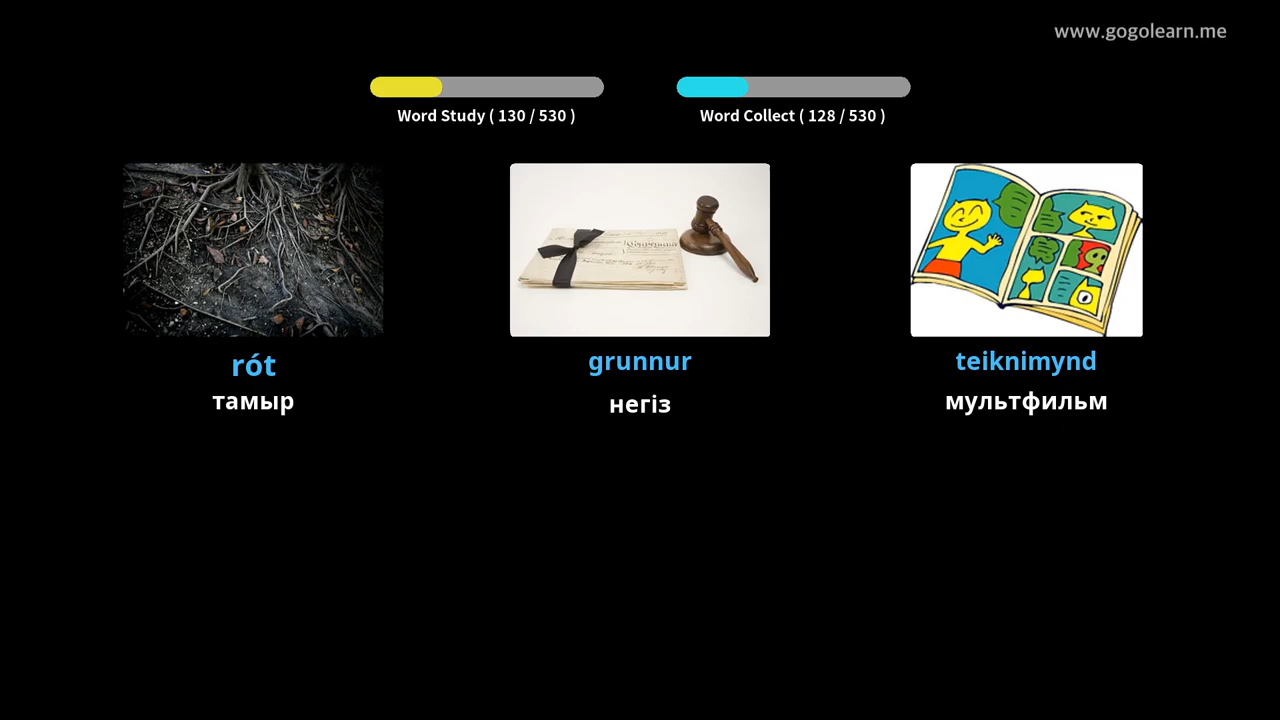 www.gogolearn.me
Word Study ( 130 / 530 )
Word Collect ( 128 / 530 )
rót
тамыр
grunnur
негіз
teiknimynd
мультфильм